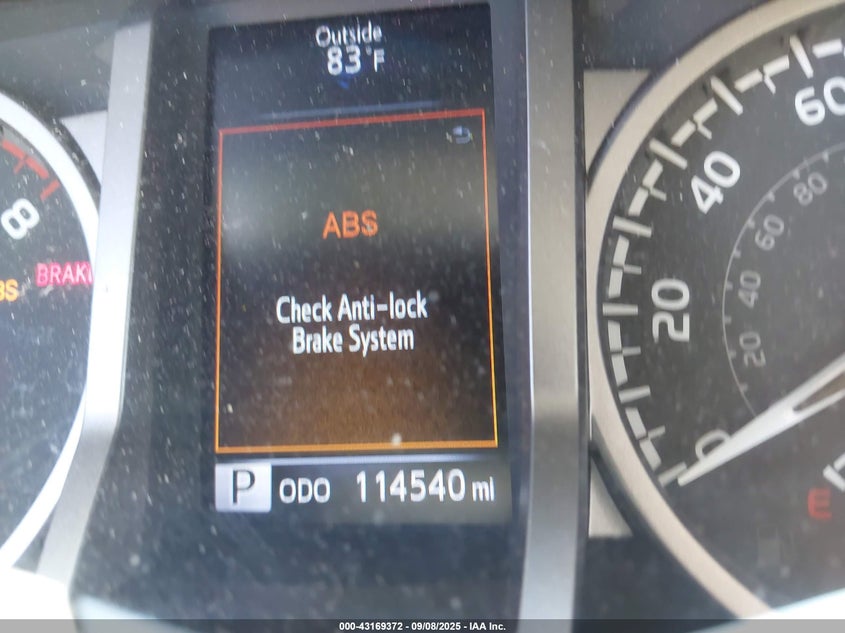 Outside
83°F
ABS
Check Anti-lock
Brake System
P ODO 114540 mi
8
BRAKE
0
20
40
60
20
40
60
80
E
000-43169372 - 09/08/2025 - IAA Inc.